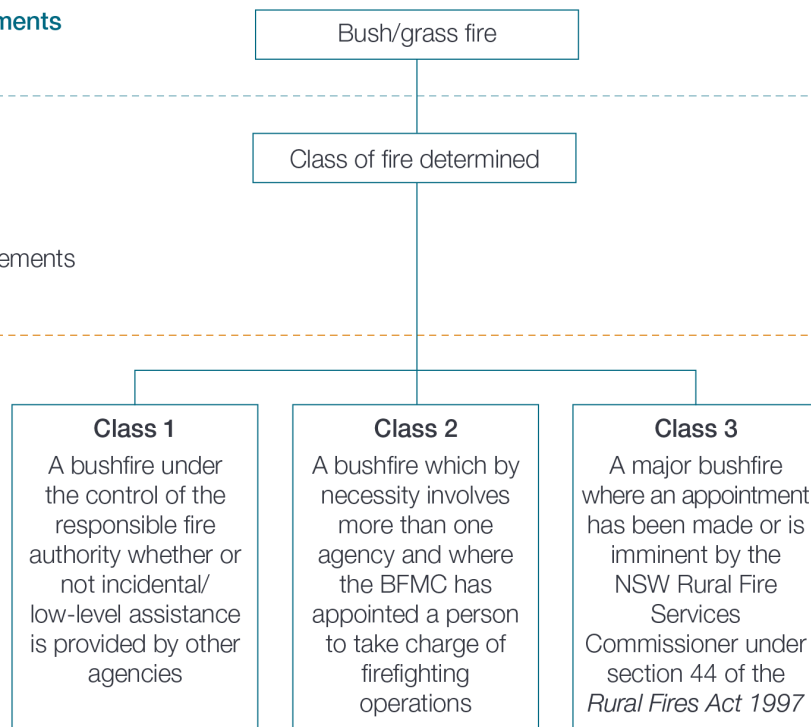 ments
Bush/grass fire
Class of fire determined
ements
Class 1
A bushfire under
the control of the
responsible fire
authority whether or
not incidental/
low-level assistance
is provided by other
agencies
Class 2
A bushfire which by
necessity involves
more than one
agency and where
the BFMC has
appointed a person
to take charge of
firefighting
operations
Class 3
A major bushfire
where an appointment
has been made or is
imminent by the
NSW Rural Fire
Services
Commissioner under
section 44 of the
Rural Fires Act 1997